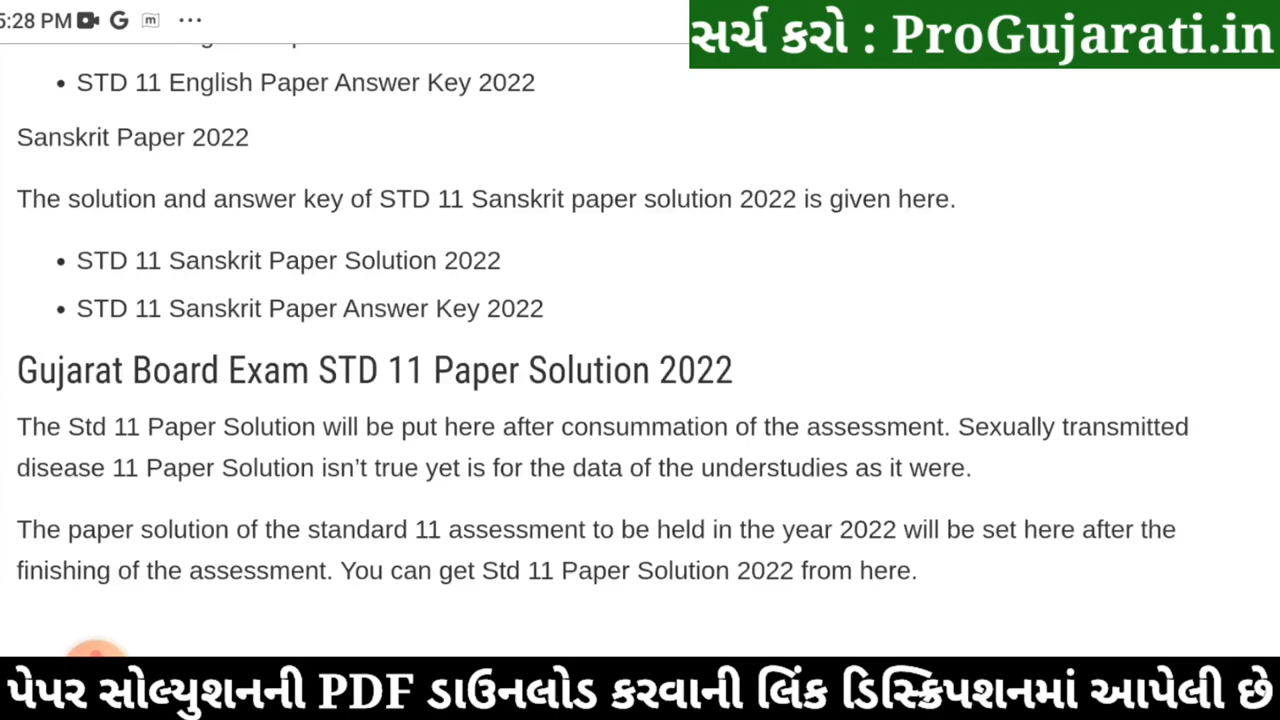 5:28 PM
સર્ચ કરો : ProGujarati.in
• STD 11 English Paper Answer Key 2022
Sanskrit Paper 2022
The solution and answer key of STD 11 Sanskrit paper solution 2022 is given here.
• STD 11 Sanskrit Paper Solution 2022
• STD 11 Sanskrit Paper Answer Key 2022
Gujarat Board Exam STD 11 Paper Solution 2022
The Std 11 Paper Solution will be put here after consummation of the assessment. Sexually transmitted
disease 11 Paper Solution isn’t true yet is for the data of the understudies as it were.
The paper solution of the standard 11 assessment to be held in the year 2022 will be set here after the
finishing of the assessment. You can get Std 11 Paper Solution 2022 from here.
પેપર સોલ્યુશનની PDF ડાઉનલોડ કરવાની લિંક ડિસ્ક્રિપશનમાં આપેલી છે